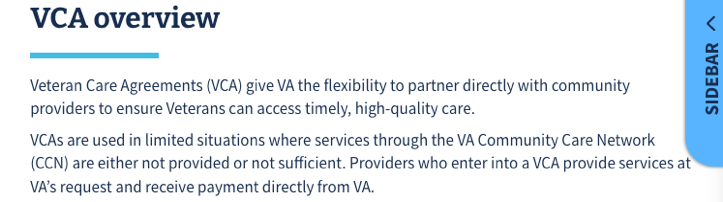 VCA overview
Veteran Care Agreements (VCA) give VA the flexibility to partner directly with community
providers to ensure Veterans can access timely, high-quality care.
VCAs are used in limited situations where services through the VA Community Care Network
(CCN) are either not provided or not sufficient. Providers who enter into a VCA provide services at
VA’s request and receive payment directly from VA.
SIDEBAR